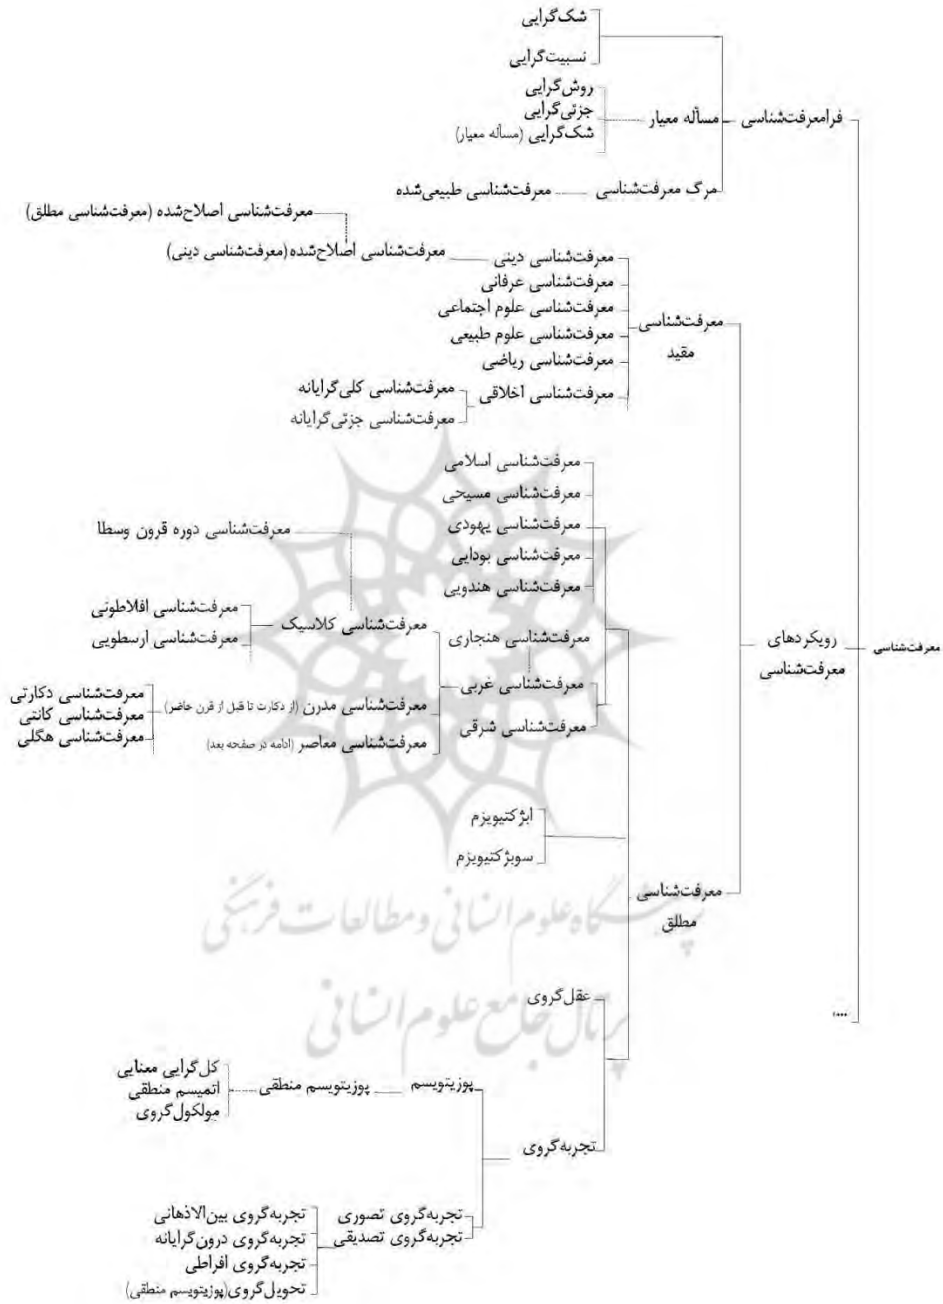 شک‌گرایی
نسبیت‌گرایی
روش‌گرایی
جزئی‌گرایی
شک‌گرایی (مسأله معیار)
مسأله معیار
فرامعرفت‌شناسی
مرگ معرفت‌شناسی
معرفت‌شناسی طبیعی‌شده
معرفت‌شناسی اصلاح‌شده (معرفت‌شناسی مطلق)
معرفت‌شناسی دینی
معرفت‌شناسی اصلاح‌شده (معرفت‌شناسی دینی)
معرفت‌شناسی عرفانی
معرفت‌شناسی علوم اجتماعی
معرفت‌شناسی علوم طبیعی
معرفت‌شناسی ریاضی
معرفت‌شناسی اخلاقی
معرفت‌شناسی کلی‌گرایانه
معرفت‌شناسی جزئی‌گرایانه
معرفت‌شناسی
مقید
معرفت‌شناسی اسلامی
معرفت‌شناسی مسیحی
معرفت‌شناسی یهودی
معرفت‌شناسی بودایی
معرفت‌شناسی هندویی
معرفت‌شناسی دوره قرون وسطا
معرفت‌شناسی هنجاری
معرفت‌شناسی کلاسیک
معرفت‌شناسی افلاطونی
معرفت‌شناسی ارسطویی
معرفت‌شناسی غربی
معرفت‌شناسی شرقی
معرفت‌شناسی مدرن (از دکارت تا قبل از قرن حاضر)
معرفت‌شناسی دکارتی
معرفت‌شناسی کانتی
معرفت‌شناسی هگلی
معرفت‌شناسی معاصر (ادامه در صفحه بعد)
معرفت‌شناسی
رویکردهای
معرفت‌شناسی
ابژکتیویزم
سوبژکتیویزم
معرفت‌شناسی
مطلق
پژوهشگاه علوم انسانی و مطالعات فرهنگی
پرتال جامع علوم انسانی
عقل‌گروی
....
پوزیتویسم
پوزیتویسم منطقی
کل‌گرایی معنایی
اتمیسم منطقی
مولکول‌گروی
تجربه‌گروی
تجربه‌گروی تصوری
تجربه‌گروی تصدیقی
تجربه‌گروی بین‌الاذهانی
تجربه‌گروی درون‌گرایانه
تجربه‌گروی افراطی
تحویل‌گروی (پوزیتویسم منطقی)